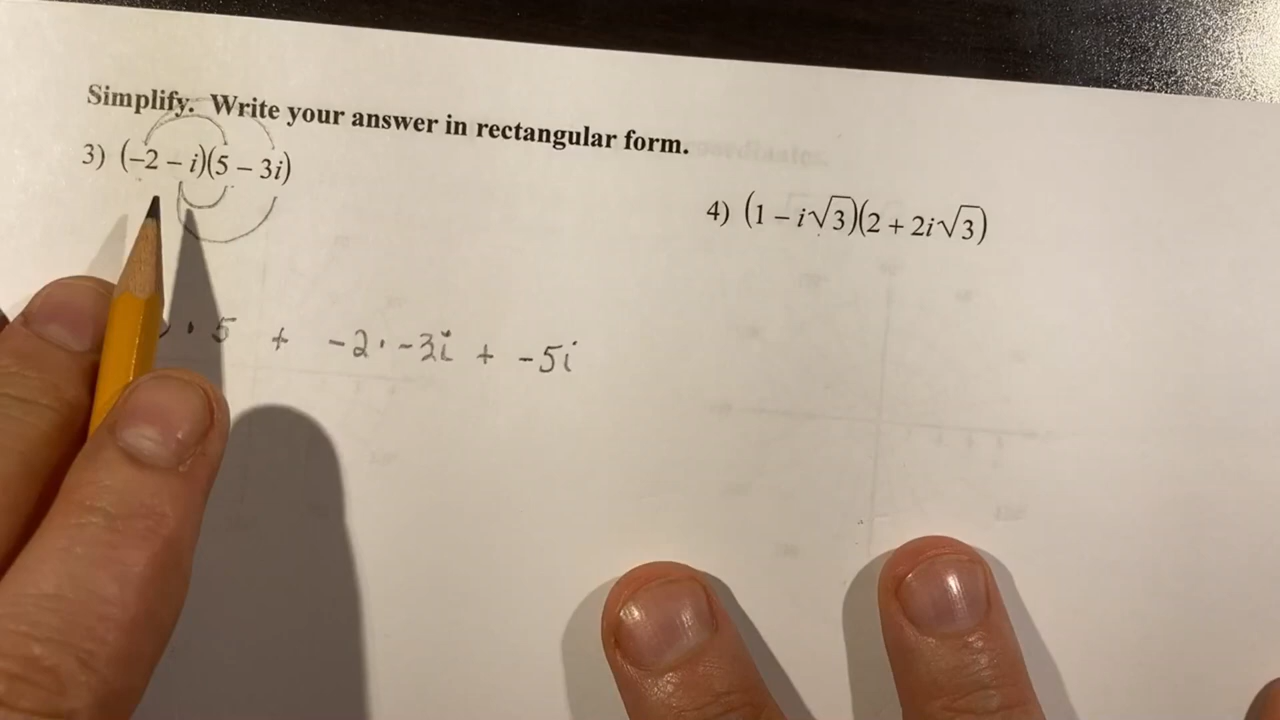 Simplify. Write your answer in rectangular form.
3) (−2 − i)(5 − 3i)
4) (1 − i√3)(2 + 2i√3)
· 5 + -2 · -3i + -5i